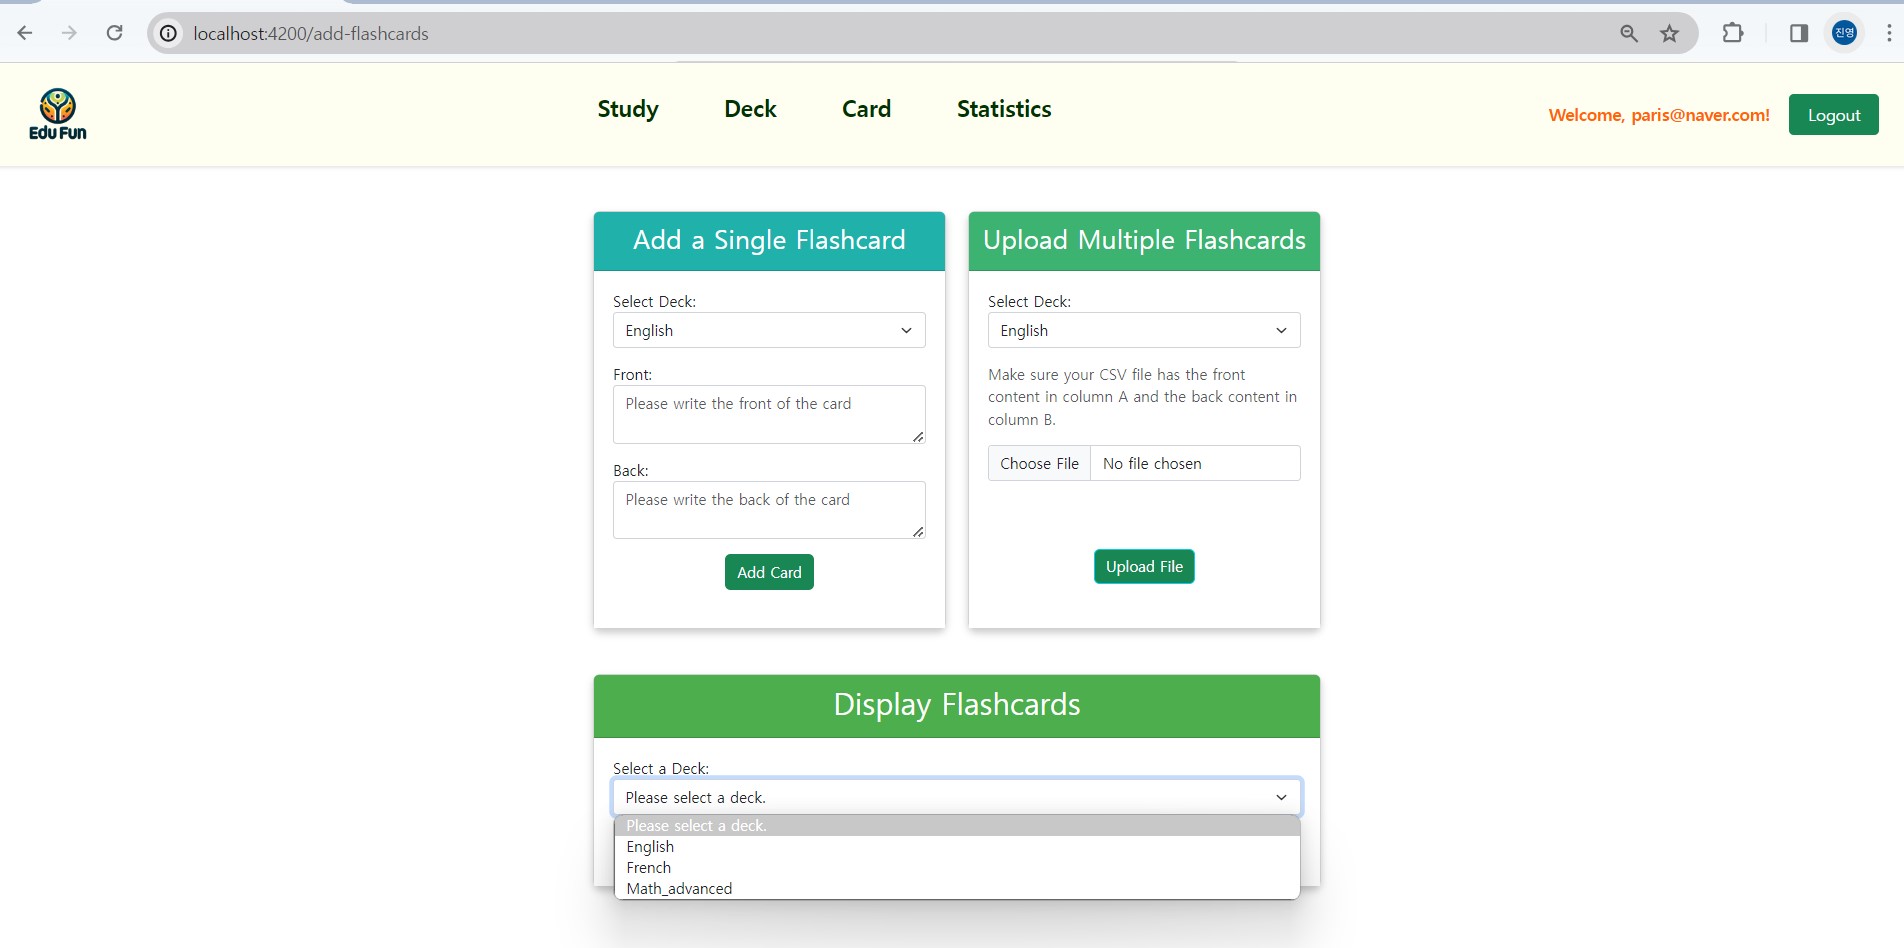 localhost:4200/add-flashcards
진영
Edu Fun
Study Deck Card Statistics
Welcome, paris@naver.com!
Logout
Add a Single Flashcard
Select Deck:
English
Front:
Please write the front of the card
Back:
Please write the back of the card
Add Card
Upload Multiple Flashcards
Select Deck:
English
Make sure your CSV file has the front
content in column A and the back content in
column B.
Choose File No file chosen
Upload File
Display Flashcards
Select a Deck:
Please select a deck.
Please select a deck.
English
French
Math_advanced